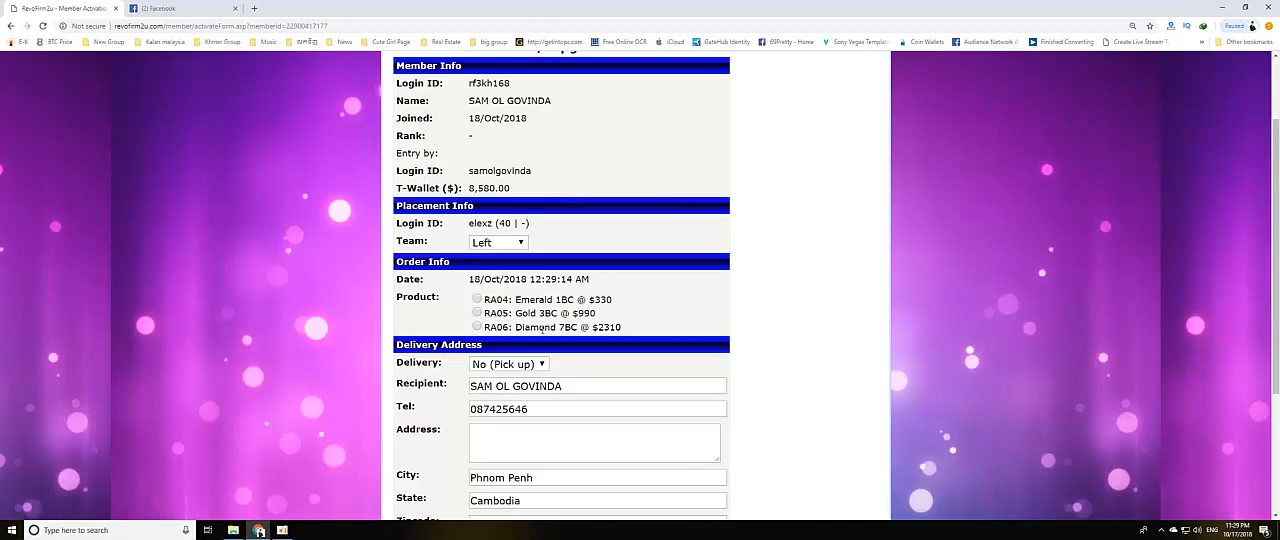 RevoFirm2u - Member Activation
Facebook
Not secure | revofirm2u.com/member/activateForm.asp?memberid=22900417177
Paused
E-K BTC Price New Group Kalan malaysia Khmer Group Music News Cute Girl Page Real Estate big group http://getintopc.com Free Online OCR iCloud GateHub Identity 69Pretty - Home Sony Vegas Templat Coin Wallets Audience Network Finished Converting Create Live Stream T » Other bookmarks
Member Info
Login ID: rf3kh168
Name: SAM OL GOVINDA
Joined: 18/Oct/2018
Rank: -
Entry by:
Login ID: samolgovinda
T-Wallet ($): 8,580.00
Placement Info
Login ID: elexz (40 | -)
Team: Left
Order Info
Date: 18/Oct/2018 12:29:14 AM
Product: RA04: Emerald 1BC @ $330
RA05: Gold 3BC @ $990
RA06: Diamond 7BC @ $2310
Delivery Address
Delivery: No (Pick up)
Recipient: SAM OL GOVINDA
Tel: 087425646
Address:
City: Phnom Penh
State: Cambodia
Type here to search
ENG
11:29 PM
10/17/2018